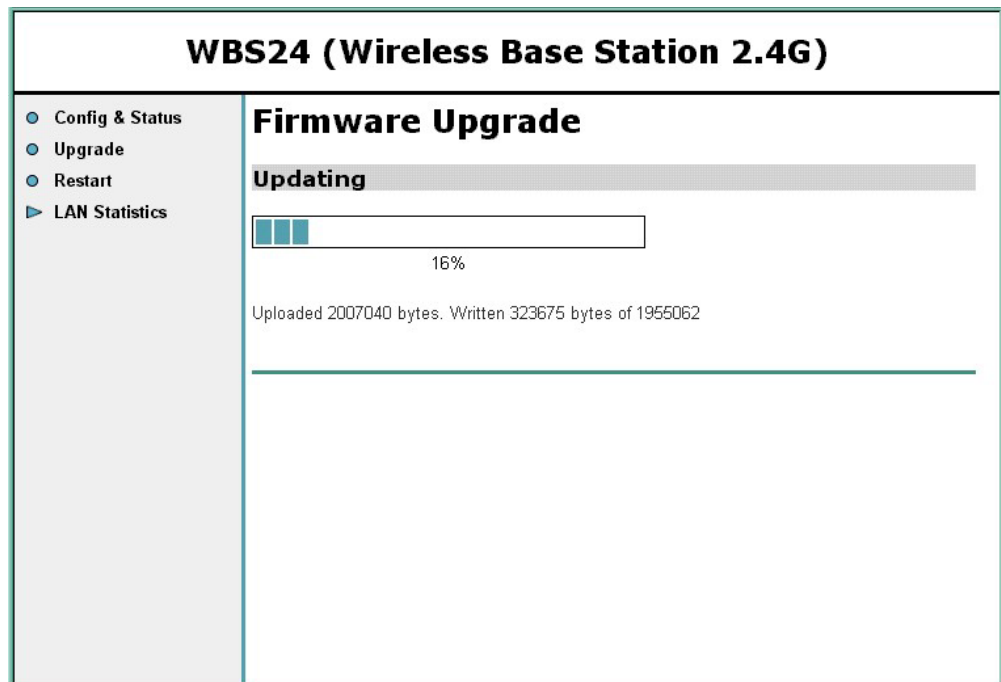 WBS24 (Wireless Base Station 2.4G)
Config & Status
Upgrade
Restart
LAN Statistics
Firmware Upgrade
Updating
16%
Uploaded 2007040 bytes. Written 323675 bytes of 1955062